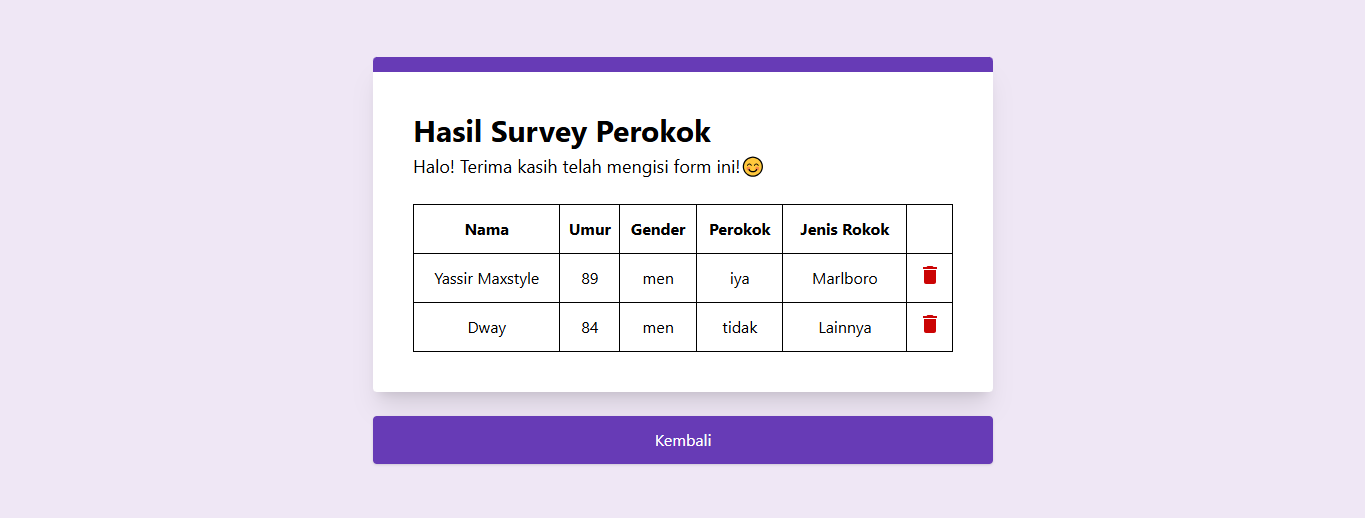 Hasil Survey Perokok
Halo! Terima kasih telah mengisi form ini!😊
Nama Umur Gender Perokok Jenis Rokok
Yassir Maxstyle 89 men iya Marlboro
Dway 84 men tidak Lainnya
Kembali